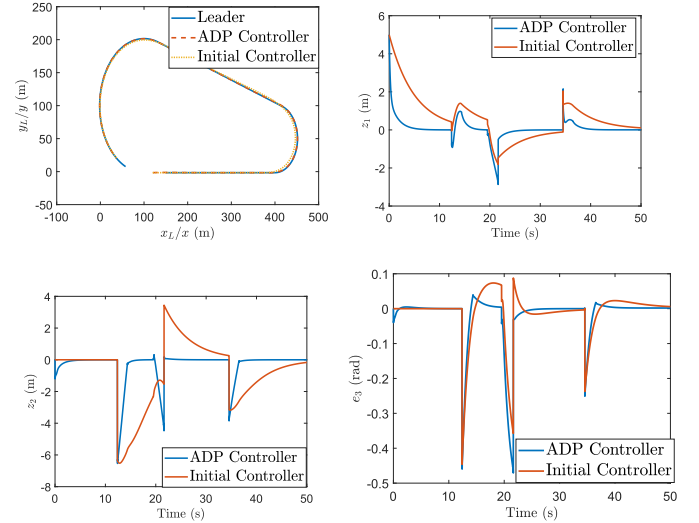 250
200
150
100
50
0
-50
-100 0 100 200 300 400 500
y_L/y (m)
x_L/x (m)
Leader
ADP Controller
Initial Controller
6
4
2
0
-2
-4
0 10 20 30 40 50
z_1 (m)
Time (s)
ADP Controller
Initial Controller
4
2
0
-2
-4
-6
-8
0 10 20 30 40 50
z_2 (m)
Time (s)
ADP Controller
Initial Controller
0.1
0
-0.1
-0.2
-0.3
-0.4
-0.5
0 10 20 30 40 50
e_3 (rad)
Time (s)
ADP Controller
Initial Controller